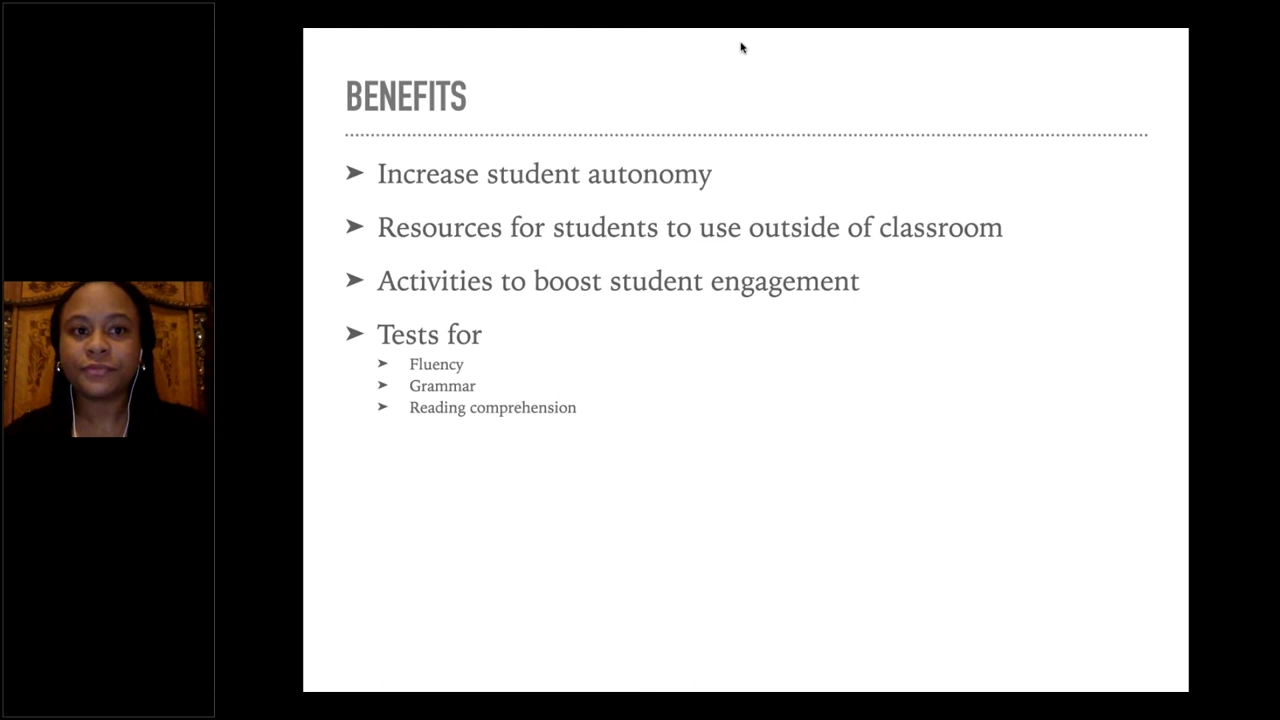 BENEFITS
➤ Increase student autonomy
➤ Resources for students to use outside of classroom
➤ Activities to boost student engagement
➤ Tests for
➤ Fluency
➤ Grammar
➤ Reading comprehension